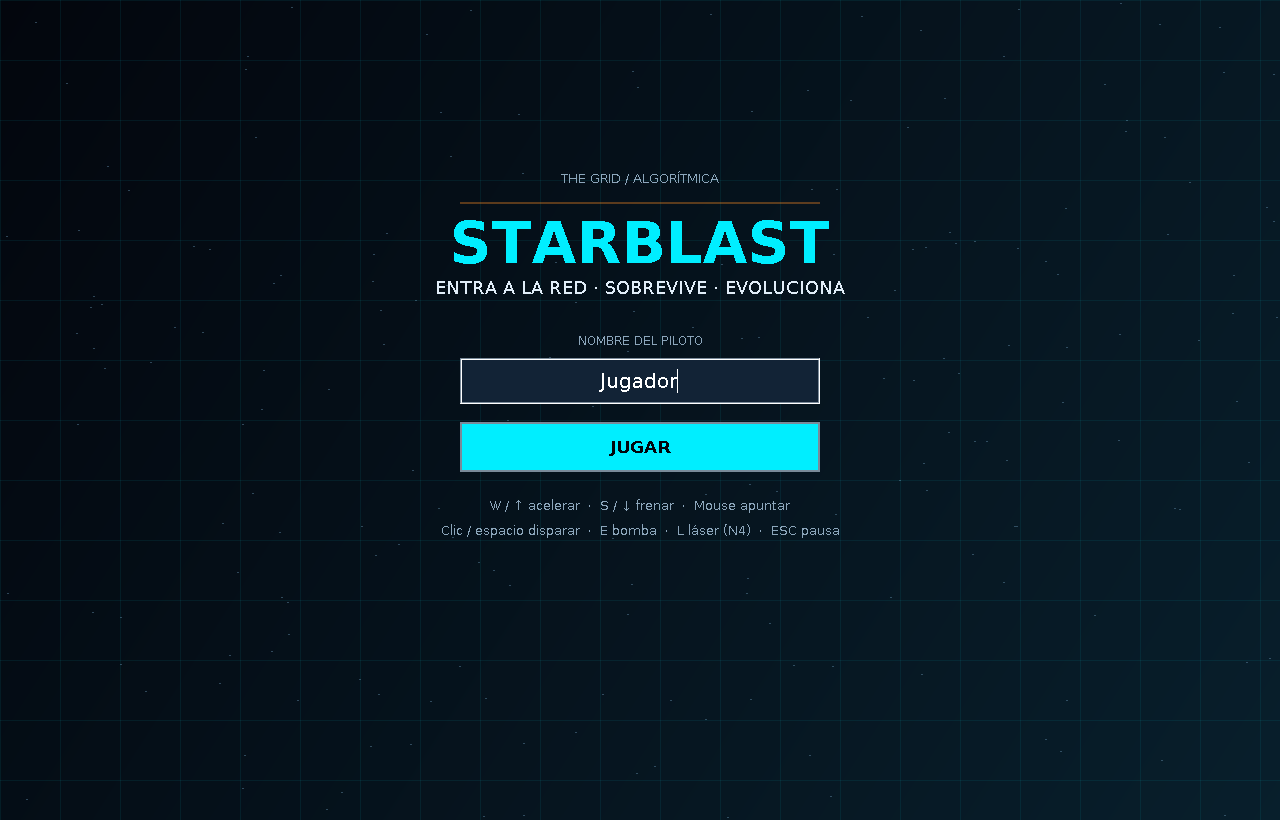 THE GRID / ALGORÍTMICA
STARBLAST
ENTRA A LA RED · SOBREVIVE · EVOLUCIONA
NOMBRE DEL PILOTO
Jugador
JUGAR
W / ↑ acelerar · S / ↓ frenar · Mouse apuntar
Clic / espacio disparar · E bomba · L láser (N4) · ESC pausa